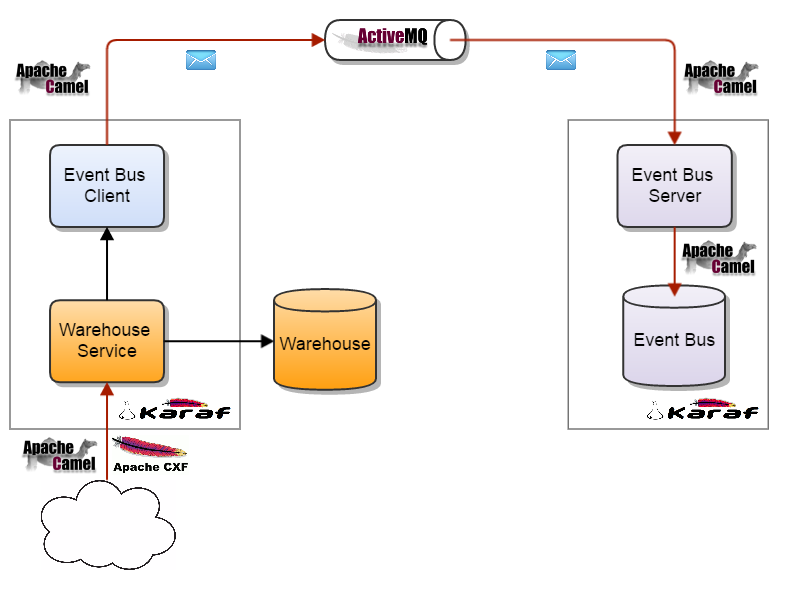 ActiveMQ
Apache
Camel
Apache
Camel
Event Bus
Client
Event Bus
Server
Apache
Camel
Warehouse
Service
Warehouse
Event Bus
Karaf
Karaf
Apache
Camel
Apache CXF